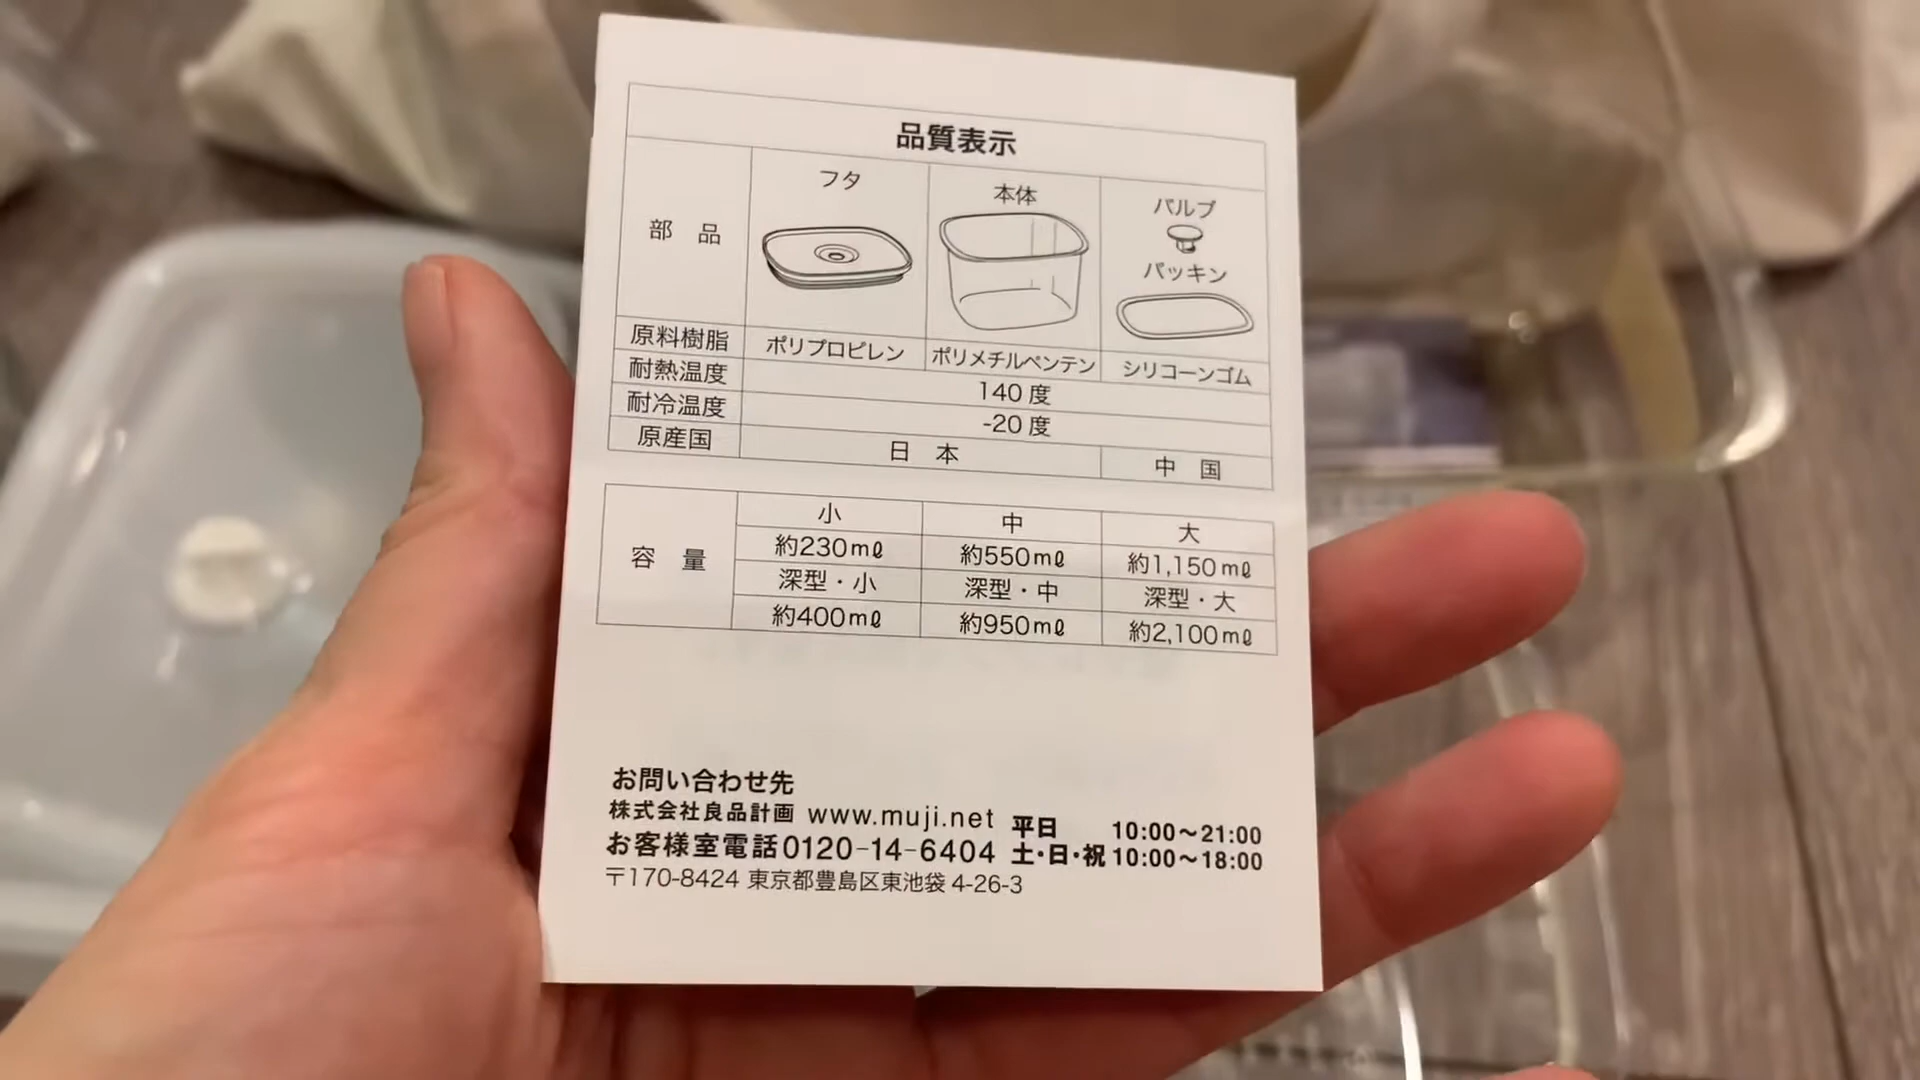 品質表示
部品 フタ 本体 バルブ
パッキン
原料樹脂 ポリプロピレン ポリメチルペンテン シリコーンゴム
耐熱温度 140度
耐冷温度 -20度
原産国 日本 中国
容量 小 中 大
約230mℓ 約550mℓ 約1,150mℓ
深型・小 深型・中 深型・大
約400mℓ 約950mℓ 約2,100mℓ
お問い合わせ先
株式会社良品計画 www.muji.net 平日 10:00〜21:00
お客様室電話0120-14-6404 土・日・祝 10:00〜18:00
〒170-8424 東京都豊島区東池袋 4-26-3